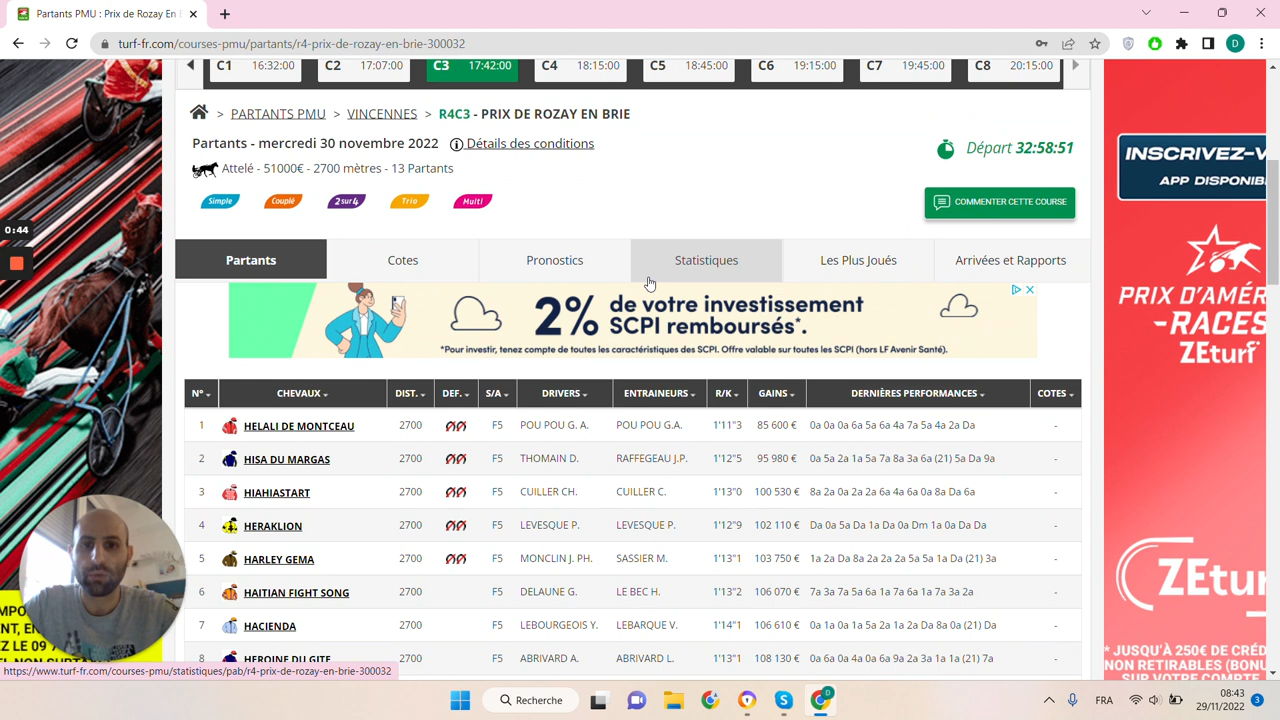 Partants PMU : Prix de Rozay En B
turf-fr.com/courses-pmu/partants/r4-prix-de-rozay-en-brie-300032
C1 16:32:00 C2 17:07:00 C3 17:42:00 C4 18:15:00 C5 18:45:00 C6 19:15:00 C7 19:45:00 C8 20:15:00
> PARTANTS PMU > VINCENNES > R4C3 - PRIX DE ROZAY EN BRIE
Partants - mercredi 30 novembre 2022 Détails des conditions
Départ 32:58:51
Attelé - 51000€ - 2700 mètres - 13 Partants
Simple Couplé 2sur4 Trio Multi
COMMENTER CETTE COURSE
Partants Cotes Pronostics Statistiques Les Plus Joués Arrivées et Rapports
2% de votre investissement
SCPI remboursés*.
*Pour investir, tenez compte de toutes les caractéristiques des SCPI. Offre valable sur toutes les SCPI (hors LF Avenir Santé).
N° CHEVAUX DIST. DEF. S/A DRIVERS ENTRAINEURS R/K GAINS DERNIÈRES PERFORMANCES COTES
1 HELALI DE MONTCEAU 2700 F5 POU POU G. A. POU POU G.A. 1'11"3 85 600 € 0a 0a 0a 6a 5a 6a 4a 7a 5a 4a 2a Da -
2 HISA DU MARGAS 2700 F5 THOMAIN D. RAFFEGEAU J.P. 1'12"5 95 980 € 0a 5a 2a 1a 5a 7a 8a 3a 6a (21) 5a Da 9a -
3 HIAHIASTART 2700 F5 CUILLER CH. CUILLER C. 1'13"0 100 530 € 8a 2a 0a 2a 2a 6a 4a 6a 0a 8a Da 6a -
4 HERAKLION 2700 F5 LEVESQUE P. LEVESQUE P. 1'12"9 102 110 € Da 0a 5a Da 1a Da 0a Dm 1a 0a Da Da -
5 HARLEY GEMA 2700 F5 MONCLIN J. PH. SASSIER M. 1'13"1 103 750 € 1a 2a Da 8a 2a 2a 2a 5a 5a 1a Da (21) 3a -
6 HAITIAN FIGHT SONG 2700 F5 DELAUNE G. LE BEC H. 1'13"2 106 070 € 7a 3a 7a 5a 6a 1a 7a 6a 1a 7a 3a 2a -
7 HACIENDA 2700 F5 LEBOURGEOIS Y. LEBARQUE V. 1'14"1 106 610 € 0a 1a 0a 1a 5a 2a 1a 2a Da 8a 0a (21) Da -
8 HEROINE DU GITE 2700 F5 ABRIVARD A. ABRIVARD L. 1'13"1 Da 0a 0a 4a 0a 6a 9a 2a 3a 1a 1a (21) 7a -
0:44
INSCRIVEZ-V
APP DISPONIB
PRIX D'AMÉR
-RACES
ZEturf
ZEtur
* JUSQU'À 250€ DE CRÉD
NON RETIRABLES (BONU
SUR VOTRE COMPTE
https://www.turf-fr.com/courses-pmu/statistiques/pab/r4-prix-de-rozay-en-brie-300032
Recherche
FRA
08:43
29/11/2022
3